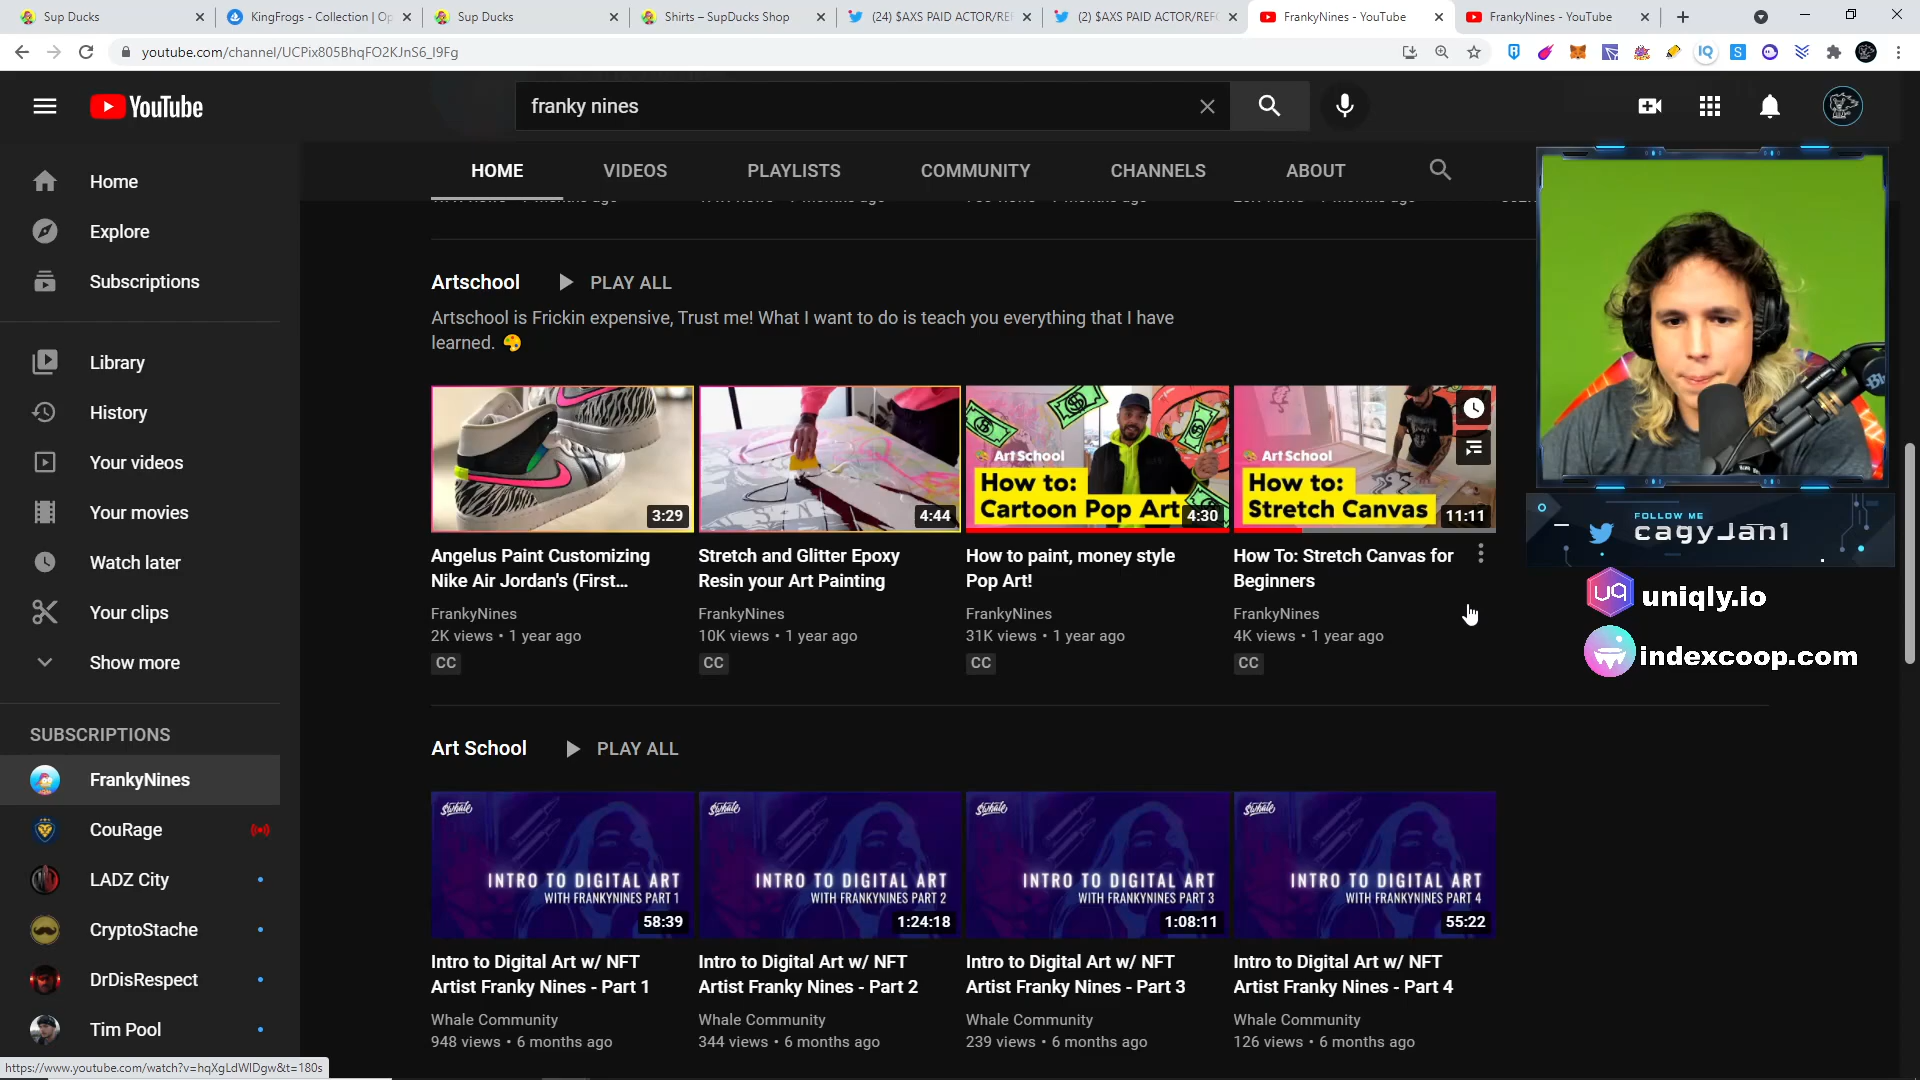 Sup Ducks
KingFrogs - Collection | Op
Sup Ducks
Shirts – SupDucks Shop
(24) $AXS PAID ACTOR/RE
(2) $AXS PAID ACTOR/REF
FrankyNines - YouTube
FrankyNines - YouTube
youtube.com/channel/UCPix805BhqFO2KJnS6_I9Fg
YouTube
franky nines
HOME
VIDEOS
PLAYLISTS
COMMUNITY
CHANNELS
ABOUT
Home
Explore
Subscriptions
Library
History
Your videos
Your movies
Watch later
Your clips
Show more
SUBSCRIPTIONS
FrankyNines
CouRage
LADZ City
CryptoStache
DrDisRespect
Tim Pool
https://www.youtube.com/watch?v=hqXgLdWlDgw&t=180s
Artschool
PLAY ALL
Artschool is Frickin expensive, Trust me! What I want to do is teach you everything that I have
learned. 🎨
3:29
4:44
ArtSchool
How to:
Cartoon Pop Art
4:30
ArtSchool
How to:
Stretch Canvas
11:11
Angelus Paint Customizing
Nike Air Jordan's (First...
FrankyNines
2K views • 1 year ago
CC
Stretch and Glitter Epoxy
Resin your Art Painting
FrankyNines
10K views • 1 year ago
CC
How to paint, money style
Pop Art!
FrankyNines
31K views • 1 year ago
CC
How To: Stretch Canvas for
Beginners
FrankyNines
4K views • 1 year ago
CC
Art School
PLAY ALL
$whale
INTRO TO DIGITAL ART
WITH FRANKYNINES PART 1
58:39
$whale
INTRO TO DIGITAL ART
WITH FRANKYNINES PART 2
1:24:18
$whale
INTRO TO DIGITAL ART
WITH FRANKYNINES PART 3
1:08:11
$whale
INTRO TO DIGITAL ART
WITH FRANKYNINES PART 4
55:22
Intro to Digital Art w/ NFT
Artist Franky Nines - Part 1
Whale Community
948 views • 6 months ago
Intro to Digital Art w/ NFT
Artist Franky Nines - Part 2
Whale Community
344 views • 6 months ago
Intro to Digital Art w/ NFT
Artist Franky Nines - Part 3
Whale Community
239 views • 6 months ago
Intro to Digital Art w/ NFT
Artist Franky Nines - Part 4
Whale Community
126 views • 6 months ago
FOLLOW ME
cagyJan1
uniqly.io
indexcoop.com